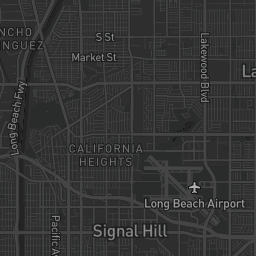 NCHO
NGUEZ
S St
Market St
Lakewood Blvd
La
Long Beach Fwy
CALIFORNIA
HEIGHTS
Long Beach Airport
Pacific A
Signal Hill